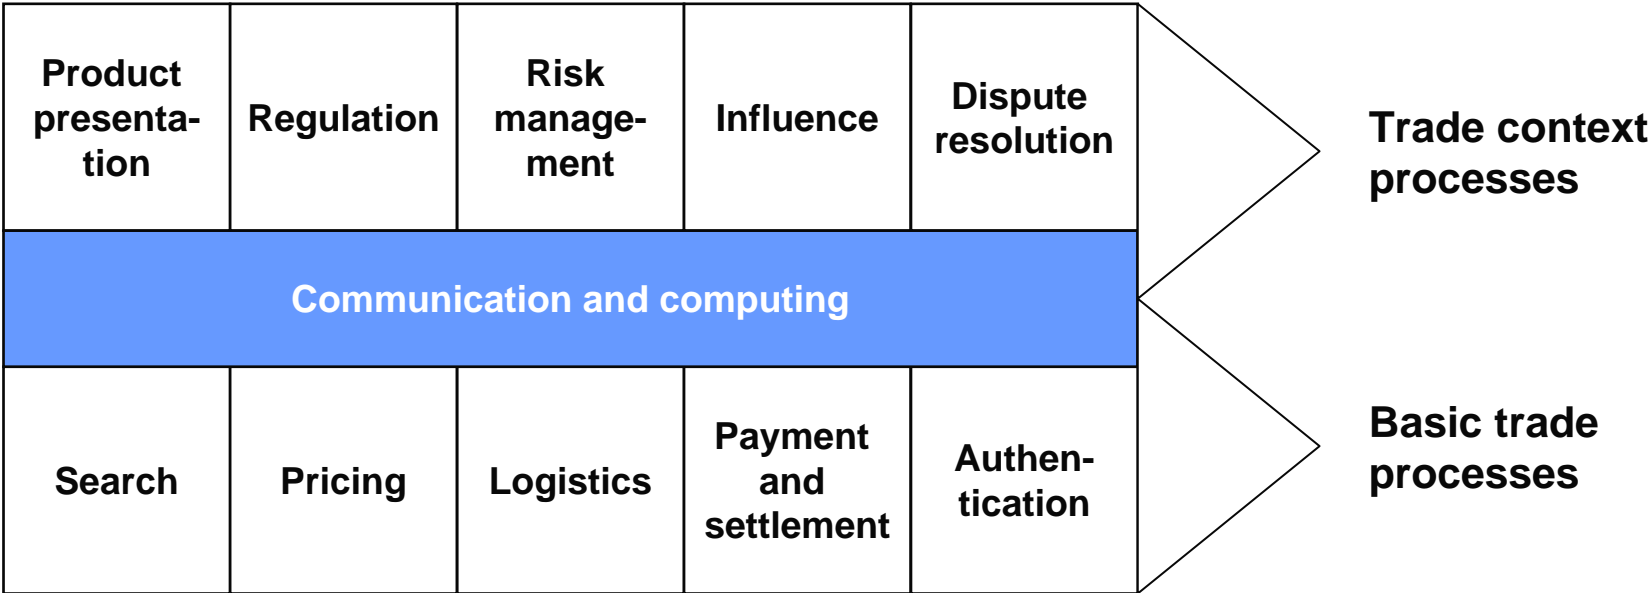 Product
presenta-
tion
Regulation
Risk
manage-
ment
Influence
Dispute
resolution
Trade context
processes
Communication and computing
Search
Pricing
Logistics
Payment
and
settlement
Authen-
tication
Basic trade
processes